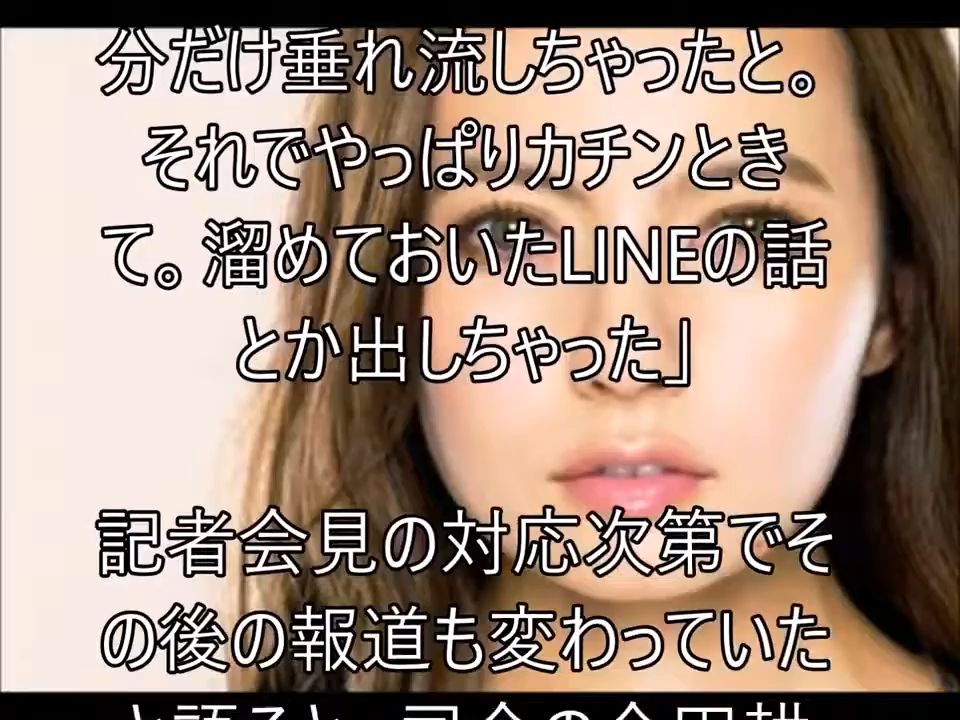 分だけ垂れ流しちゃったと。
それでやっぱりカチンとき
て。溜めておいたLINEの話
とか出しちゃった」
記者会見の対応次第でそ
の後の報道も変わっていた